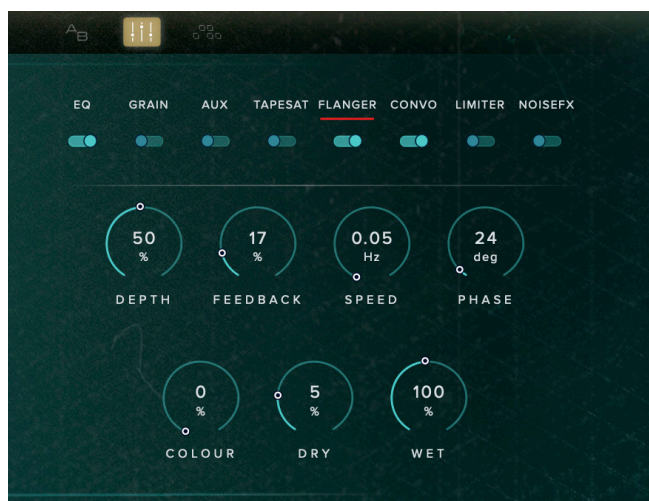 AB
EQ GRAIN AUX TAPESAT FLANGER CONVO LIMITER NOISEFX
50 17 0.05 24
% % Hz deg
DEPTH FEEDBACK SPEED PHASE
0 5 100
% % %
COLOUR DRY WET